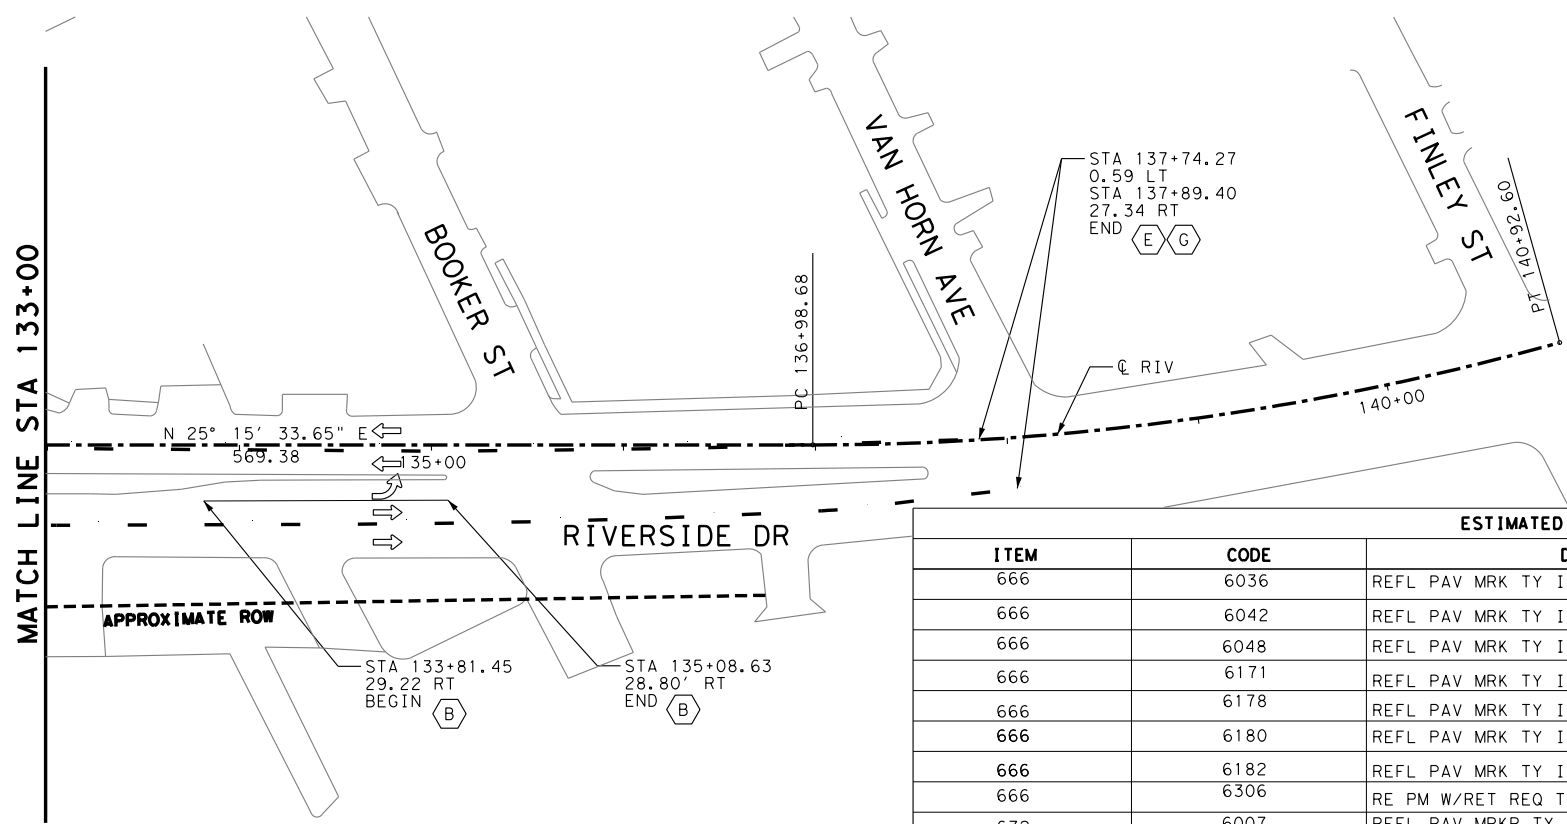 MATCH LINE STA 133+00
BOOKER ST
VAN HORN AVE
FINLEY ST
PT 140+92.60
PC 136+98.68
STA 137+74.27
0.59 LT
STA 137+89.40
27.34 RT
END E G
℄ RIV
140+00
N 25° 15' 33.65" E
569.38
135+00
RIVERSIDE DR
APPROXIMATE ROW
STA 133+81.45
29.22 RT
BEGIN B
STA 135+08.63
28.80' RT
END B
ESTIMATED
ITEM CODE D
666 6036 REFL PAV MRK TY I
666 6042 REFL PAV MRK TY I
666 6048 REFL PAV MRK TY I
666 6171 REFL PAV MRK TY I
666 6178 REFL PAV MRK TY I
666 6180 REFL PAV MRK TY I
666 6182 REFL PAV MRK TY I
666 6306 RE PM W/RET REQ T
672 6007 REFL PAV MRKR TY